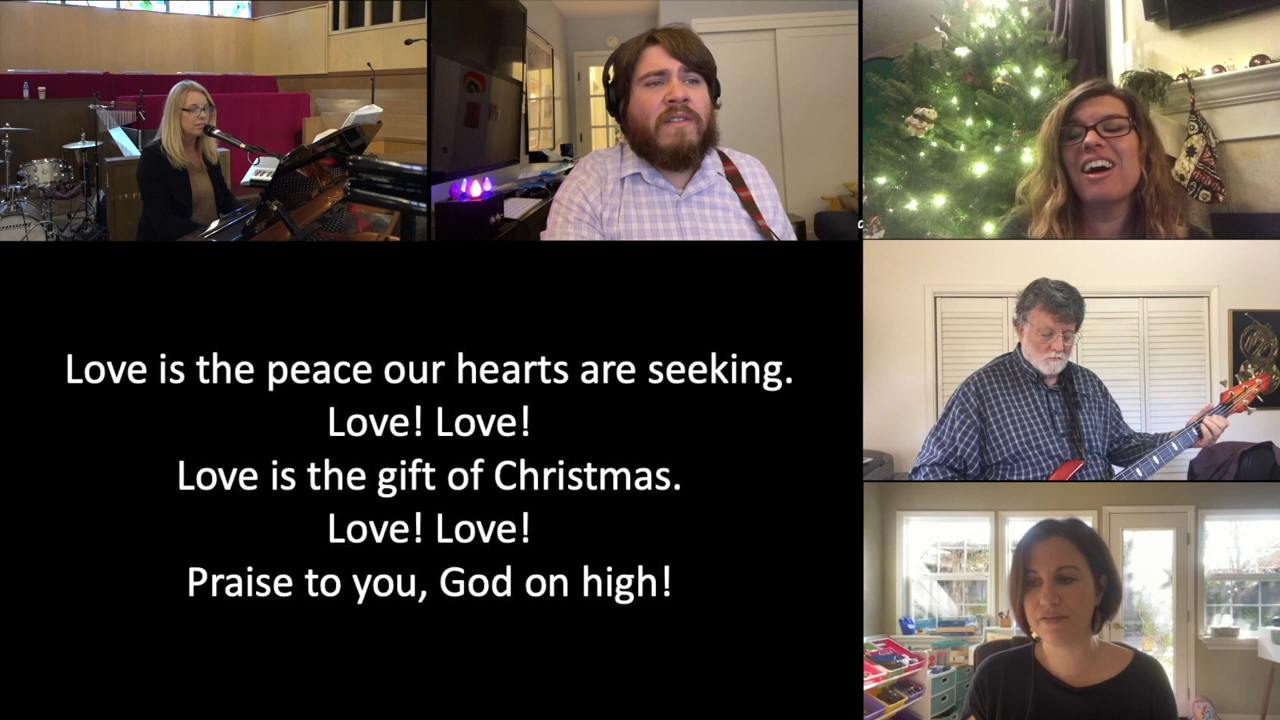 Love is the peace our hearts are seeking.
Love! Love!
Love is the gift of Christmas.
Love! Love!
Praise to you, God on high!